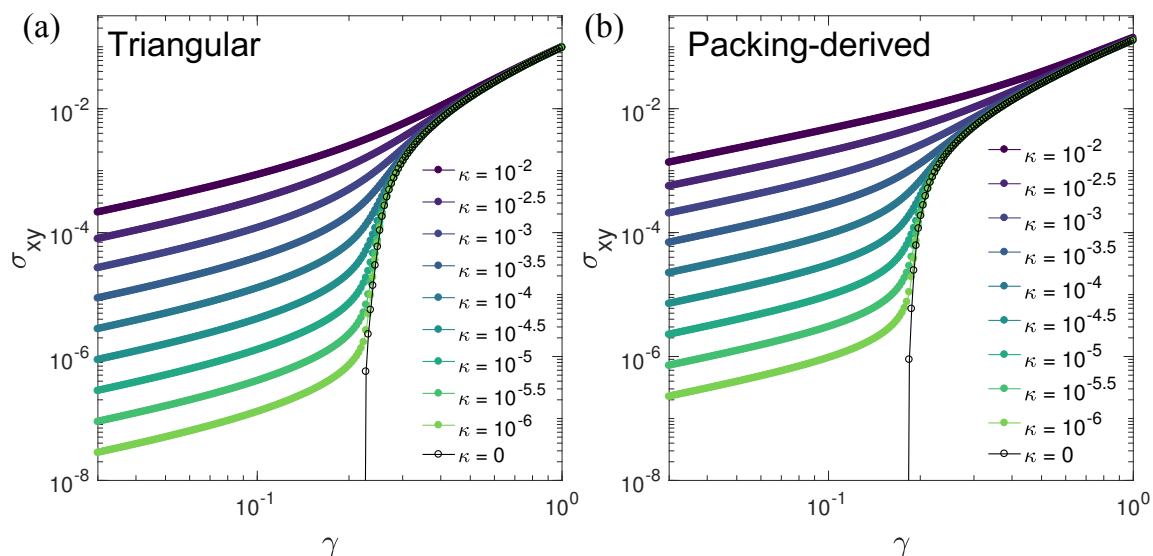 (a)
Triangular
σxy
10^-2
10^-4
10^-6
10^-8
κ = 10^-2
κ = 10^-2.5
κ = 10^-3
κ = 10^-3.5
κ = 10^-4
κ = 10^-4.5
κ = 10^-5
κ = 10^-5.5
κ = 10^-6
κ = 0
10^-1
10^0
γ
(b)
Packing-derived
σxy
10^-2
10^-4
10^-6
10^-8
κ = 10^-2
κ = 10^-2.5
κ = 10^-3
κ = 10^-3.5
κ = 10^-4
κ = 10^-4.5
κ = 10^-5
κ = 10^-5.5
κ = 10^-6
κ = 0
10^-1
10^0
γ